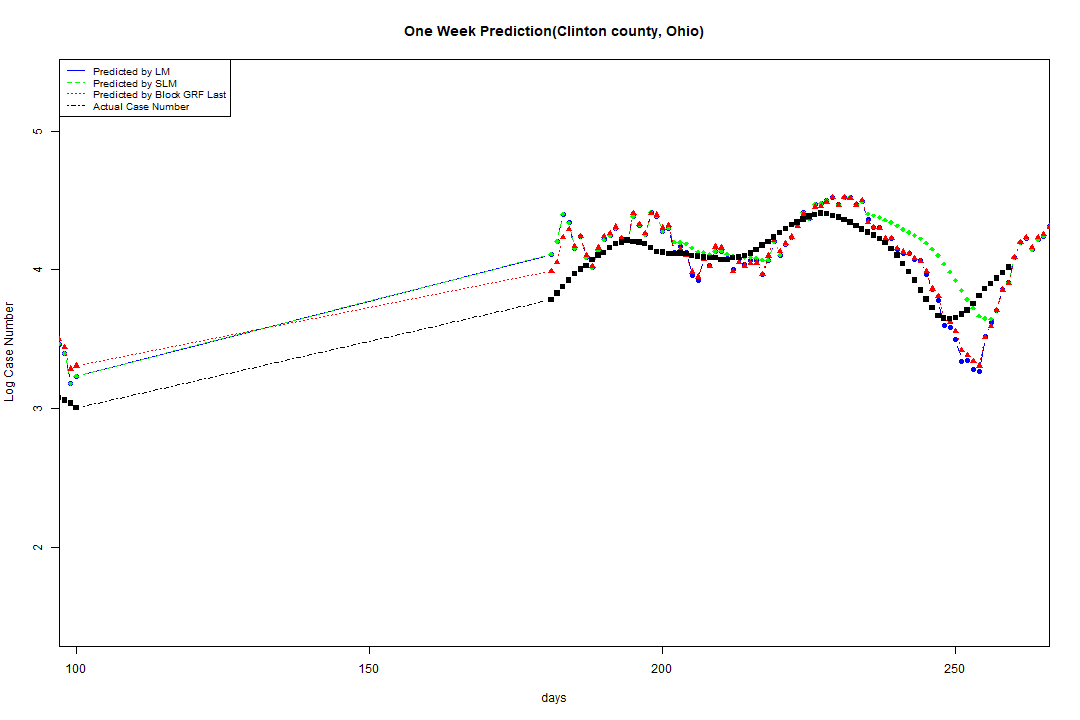 One Week Prediction(Clinton county, Ohio)
Predicted by LM
Predicted by SLM
Predicted by Block GRF Last
Actual Case Number
5
4
3
2
Log Case Number
100 150 200 250
days